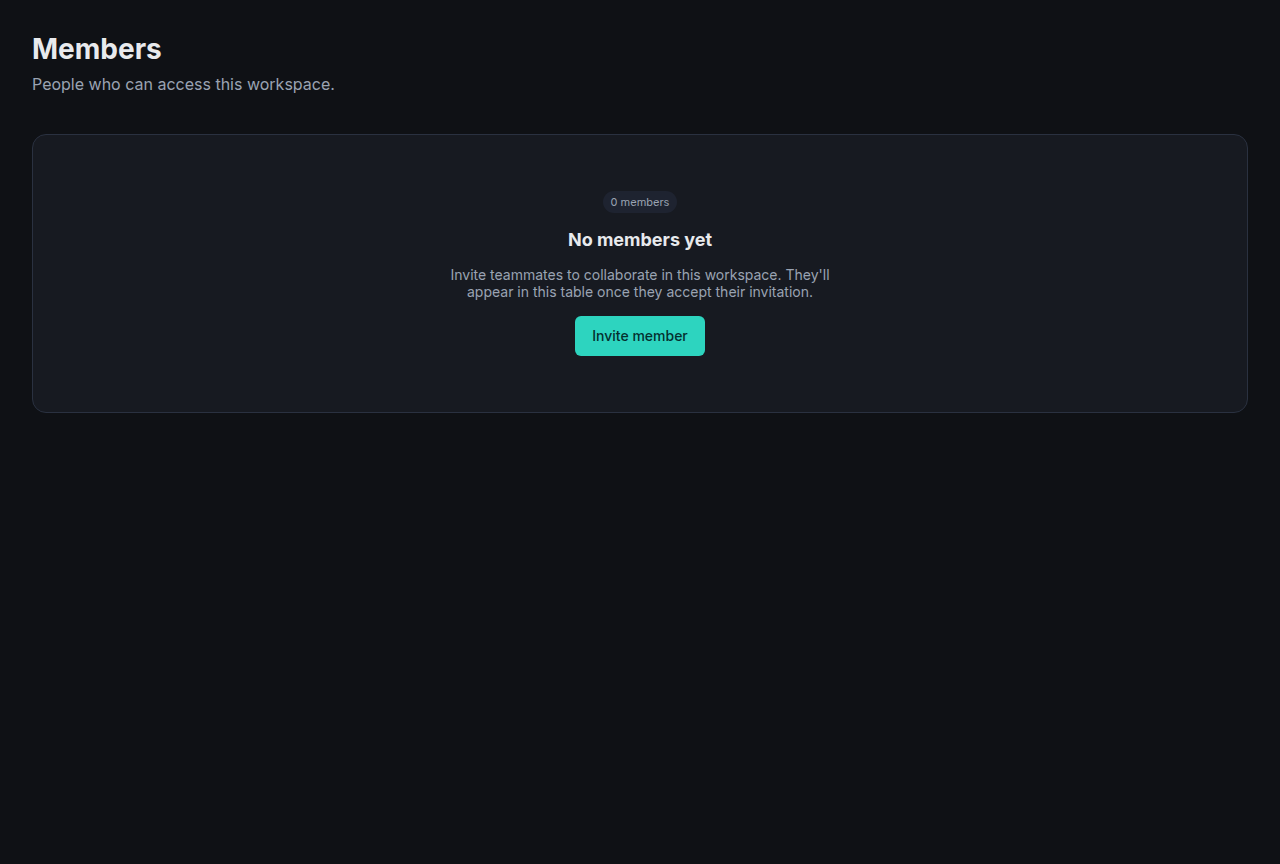 Members
People who can access this workspace.
0 members
No members yet
Invite teammates to collaborate in this workspace. They'll
appear in this table once they accept their invitation.
Invite member